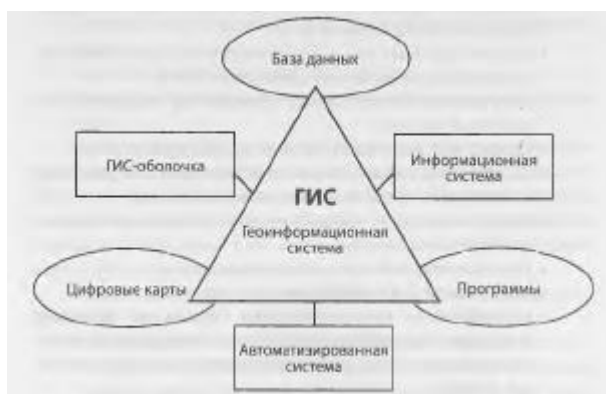 База данных
ГИС-оболочка
Информационная
система
ГИС
Геоинформационная
система
Цифровые карты
Программы
Автоматизированная
система